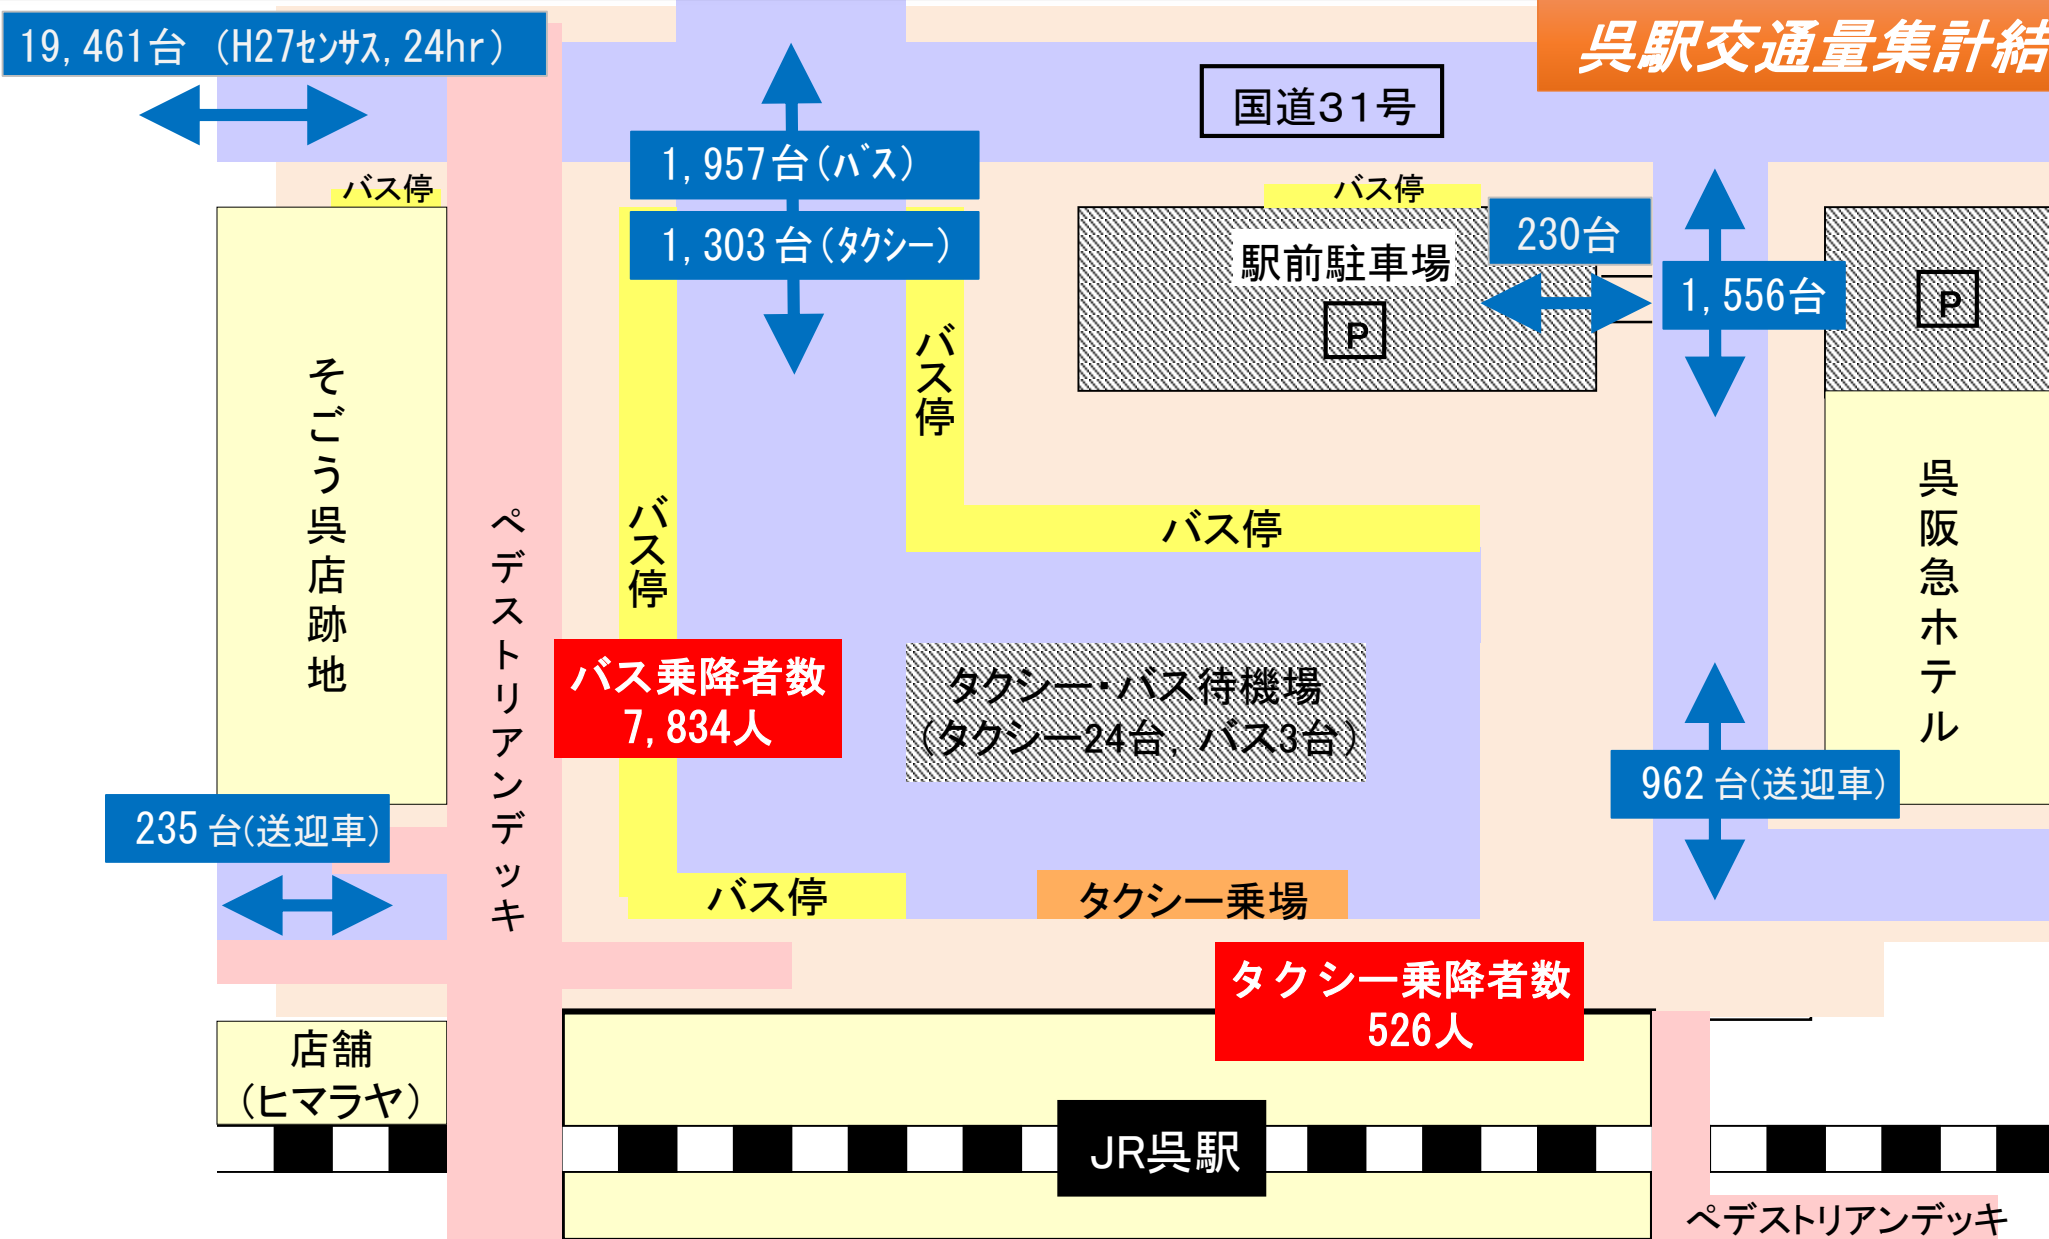 19,461台 (H27センサス,24hr)
呉駅交通量集計結
国道31号
1,957台(バス)
1,303台(タクシー)
バス停
バス停
230台
駅前駐車場
P
1,556台
P
そごう呉店跡地
ペデストリアンデッキ
バス停
バス停
バス停
呉阪急ホテル
バス乗降者数
7,834人
タクシー・バス待機場
(タクシー24台,バス3台)
962台(送迎車)
235台(送迎車)
バス停
タクシー乗場
タクシー乗降者数
526人
店舗
(ヒマラヤ)
JR呉駅
ペデストリアンデッキ